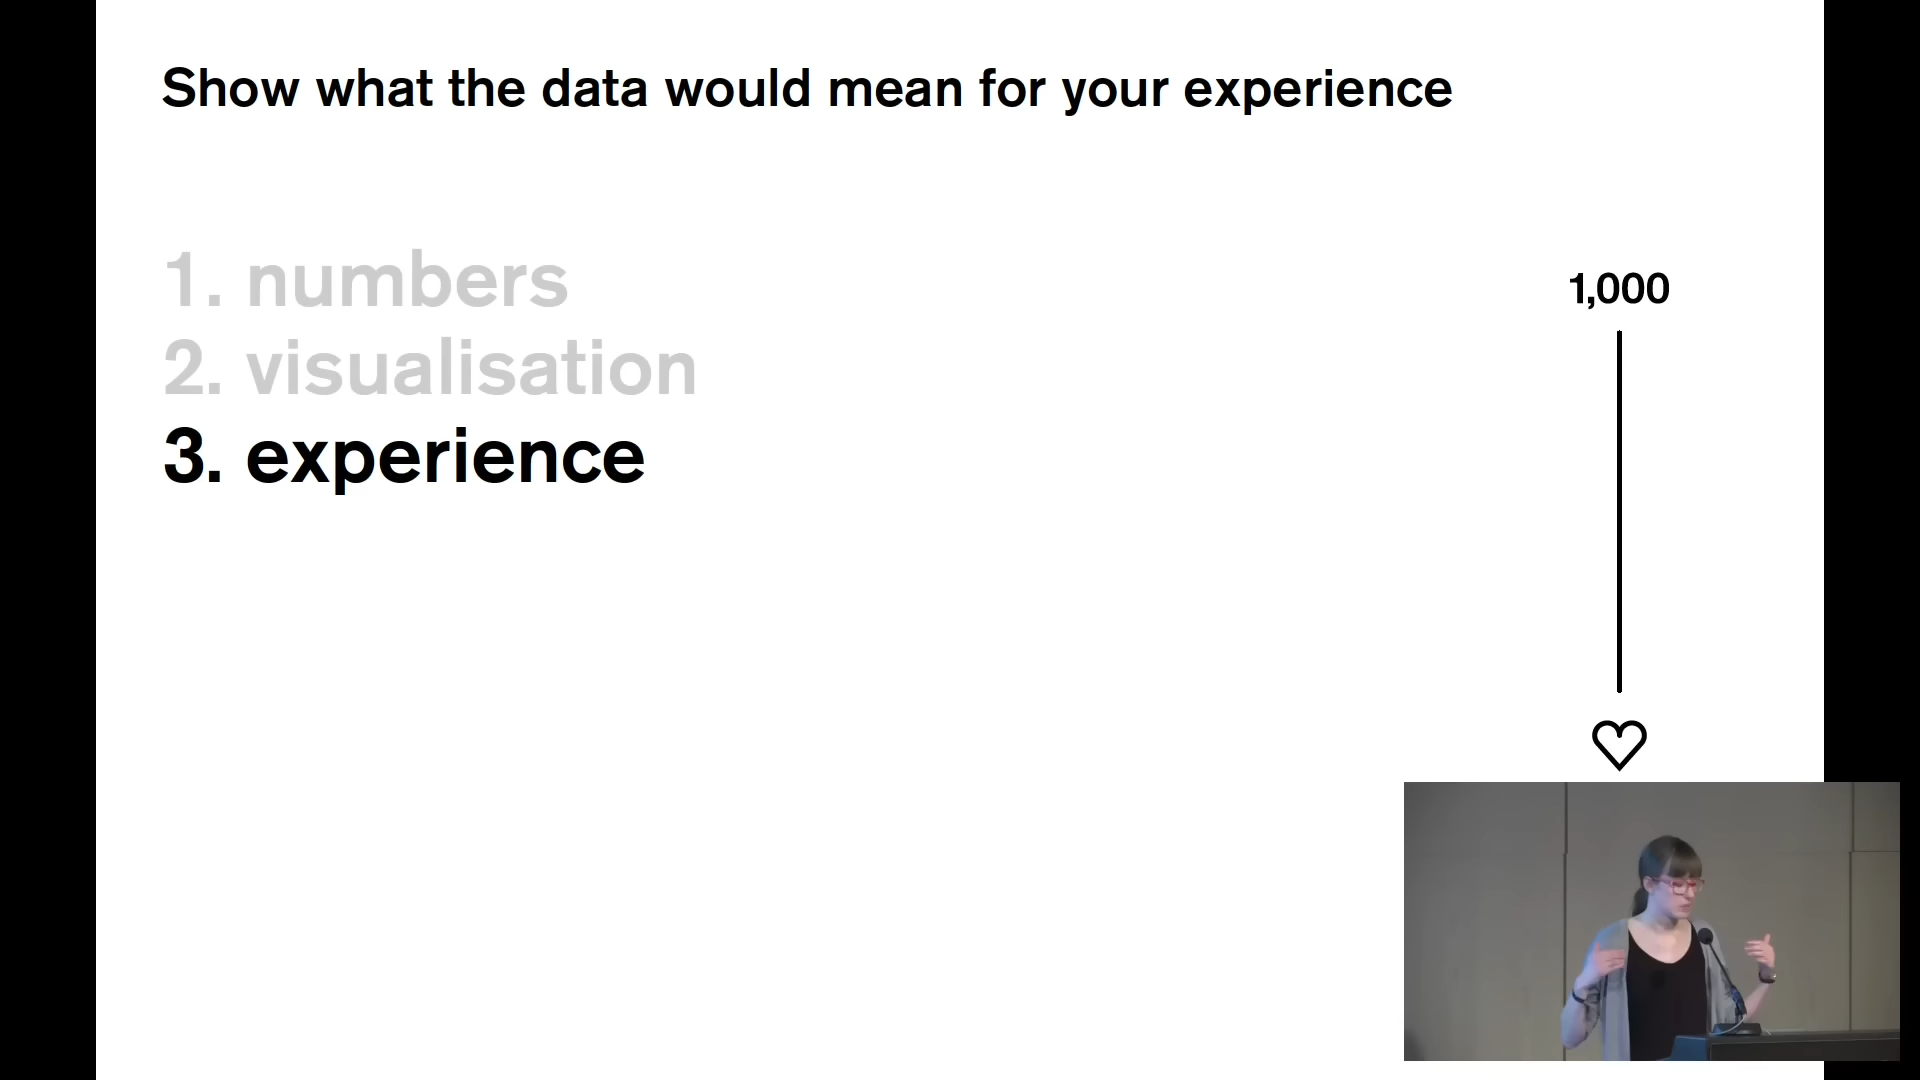 Show what the data would mean for your experience
1. numbers
2. visualisation
3. experience
1,000